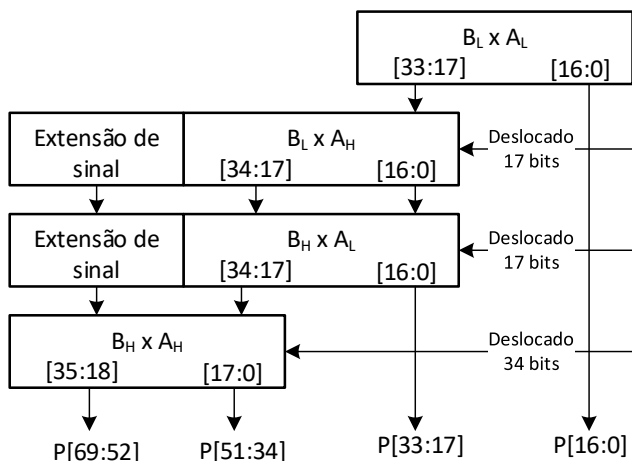 B_L x A_L
[33:17] [16:0]
Extensão de sinal
B_L x A_H
[34:17] [16:0]
Deslocado
17 bits
Extensão de sinal
B_H x A_L
[34:17] [16:0]
Deslocado
17 bits
B_H x A_H
[35:18] [17:0]
Deslocado
34 bits
P[69:52] P[51:34] P[33:17] P[16:0]